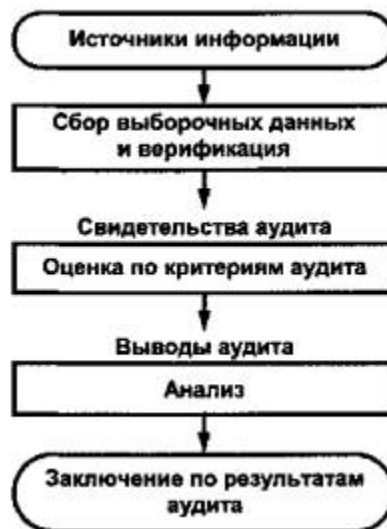 Источники информации
Сбор выборочных данных
и верификация
Свидетельства аудита
Оценка по критериям аудита
Выводы аудита
Анализ
Заключение по результатам
аудита